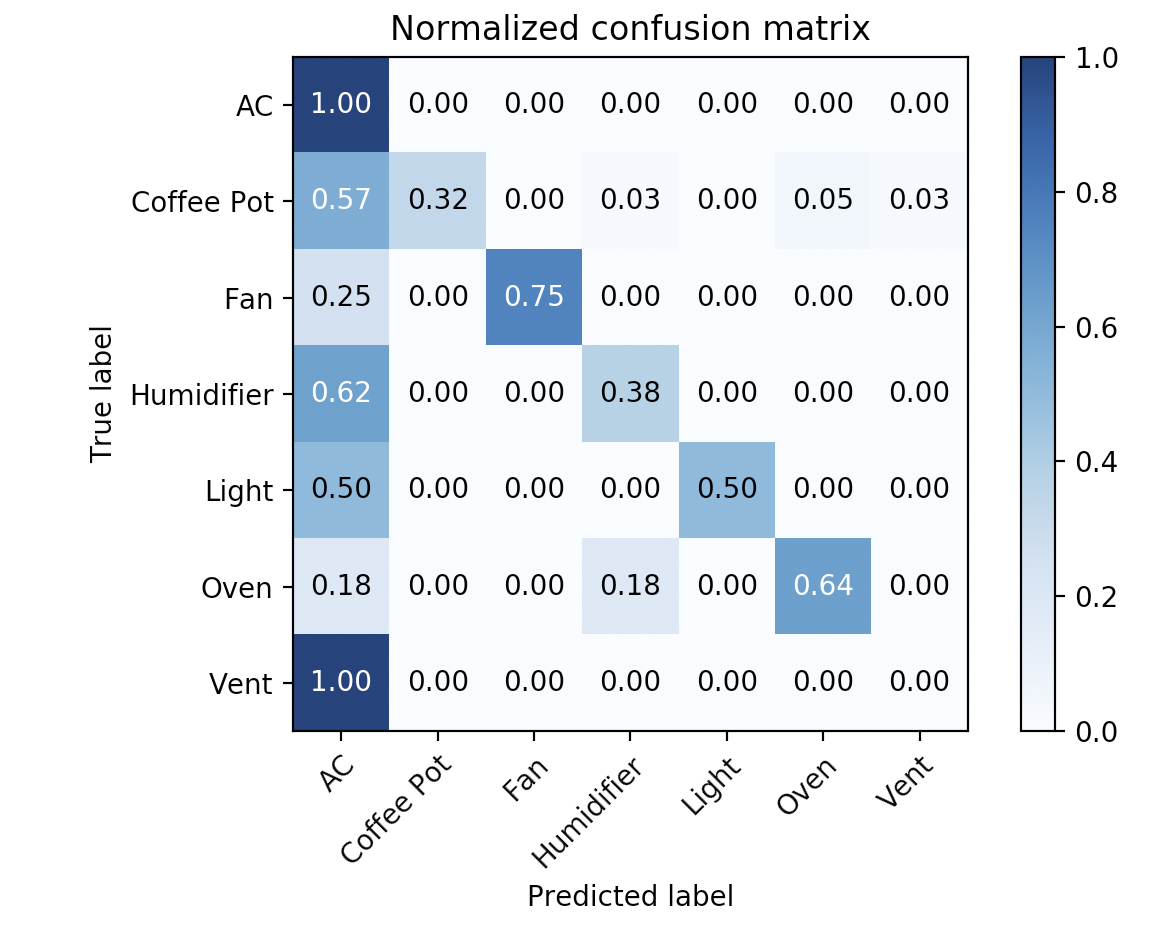 Normalized confusion matrix
AC 1.00 0.00 0.00 0.00 0.00 0.00 0.00
Coffee Pot 0.57 0.32 0.00 0.03 0.00 0.05 0.03
Fan 0.25 0.00 0.75 0.00 0.00 0.00 0.00
Humidifier 0.62 0.00 0.00 0.38 0.00 0.00 0.00
Light 0.50 0.00 0.00 0.00 0.50 0.00 0.00
Oven 0.18 0.00 0.00 0.18 0.00 0.64 0.00
Vent 1.00 0.00 0.00 0.00 0.00 0.00 0.00
True label
AC Coffee Pot Fan Humidifier Light Oven Vent
Predicted label
1.0
0.8
0.6
0.4
0.2
0.0